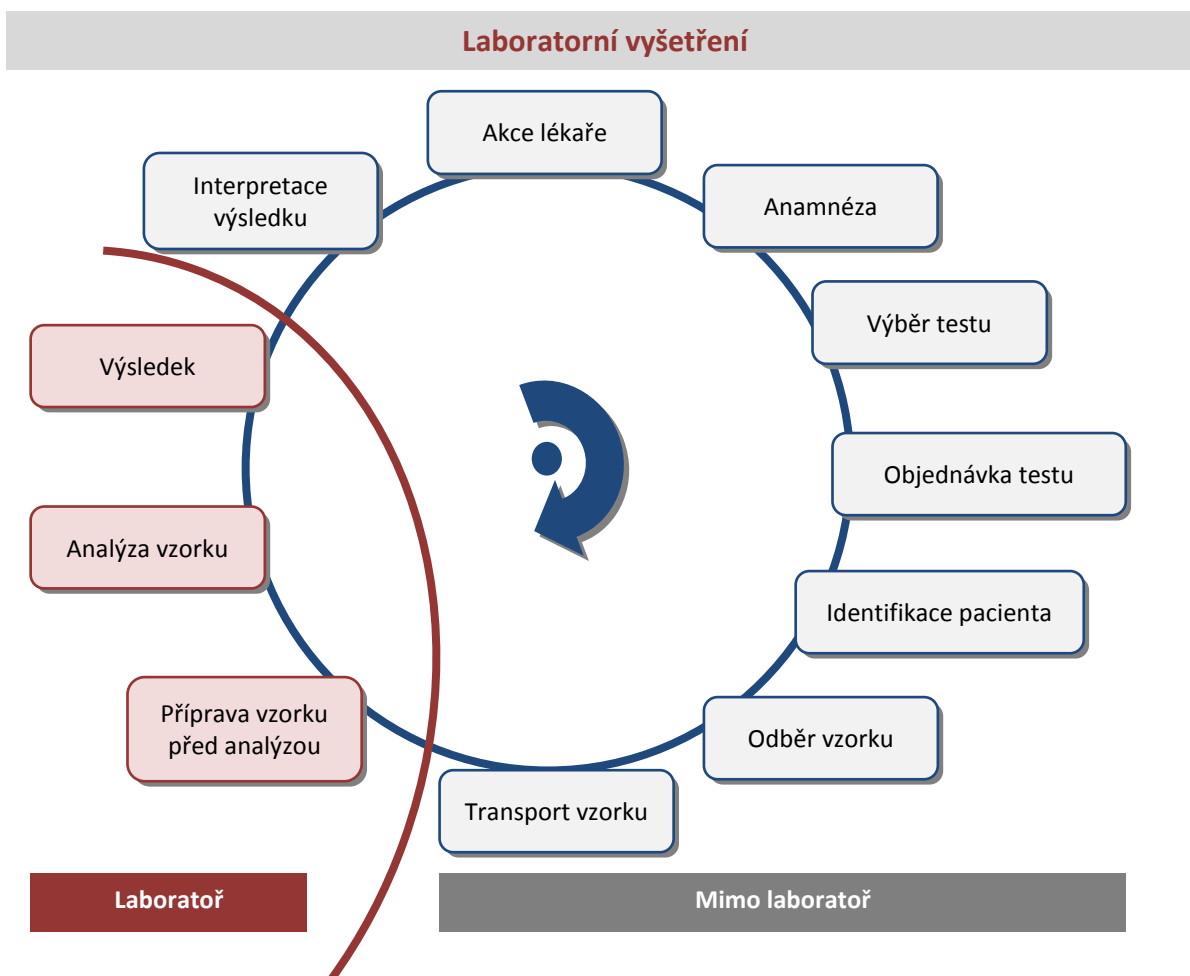 Laboratorní vyšetření
Akce lékaře
Anamnéza
Výběr testu
Objednávka testu
Identifikace pacienta
Odběr vzorku
Transport vzorku
Příprava vzorku
před analýzou
Analýza vzorku
Výsledek
Interpretace
výsledku
Laboratoř
Mimo laboratoř